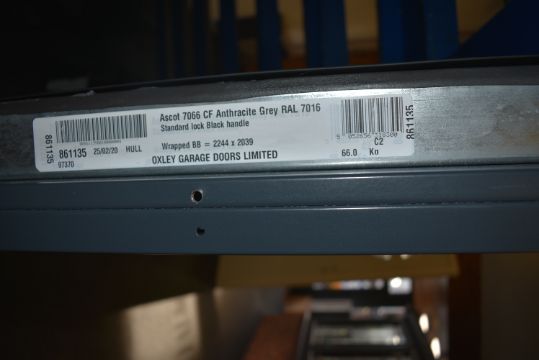 861135
Ascot 7066 CF Anthracite Grey RAL 7016
Standard lock Black handle
861135 25/02/20 HULL
97370
Wrapped BB = 2244 x 2039
OXLEY GARAGE DOORS LIMITED
C2
66.0 Kg
861135